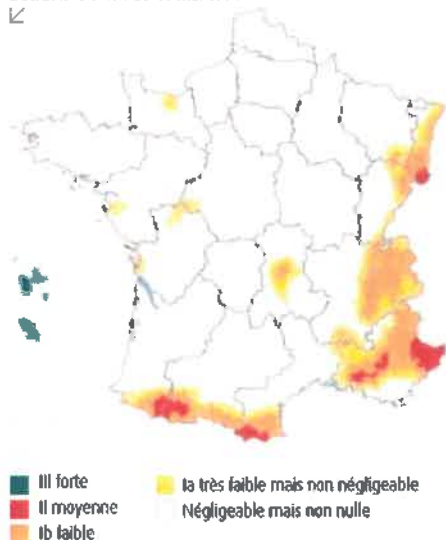 III forte
II moyenne
Ib faible
Ia très faible mais non négligeable
Négligeable mais non nulle